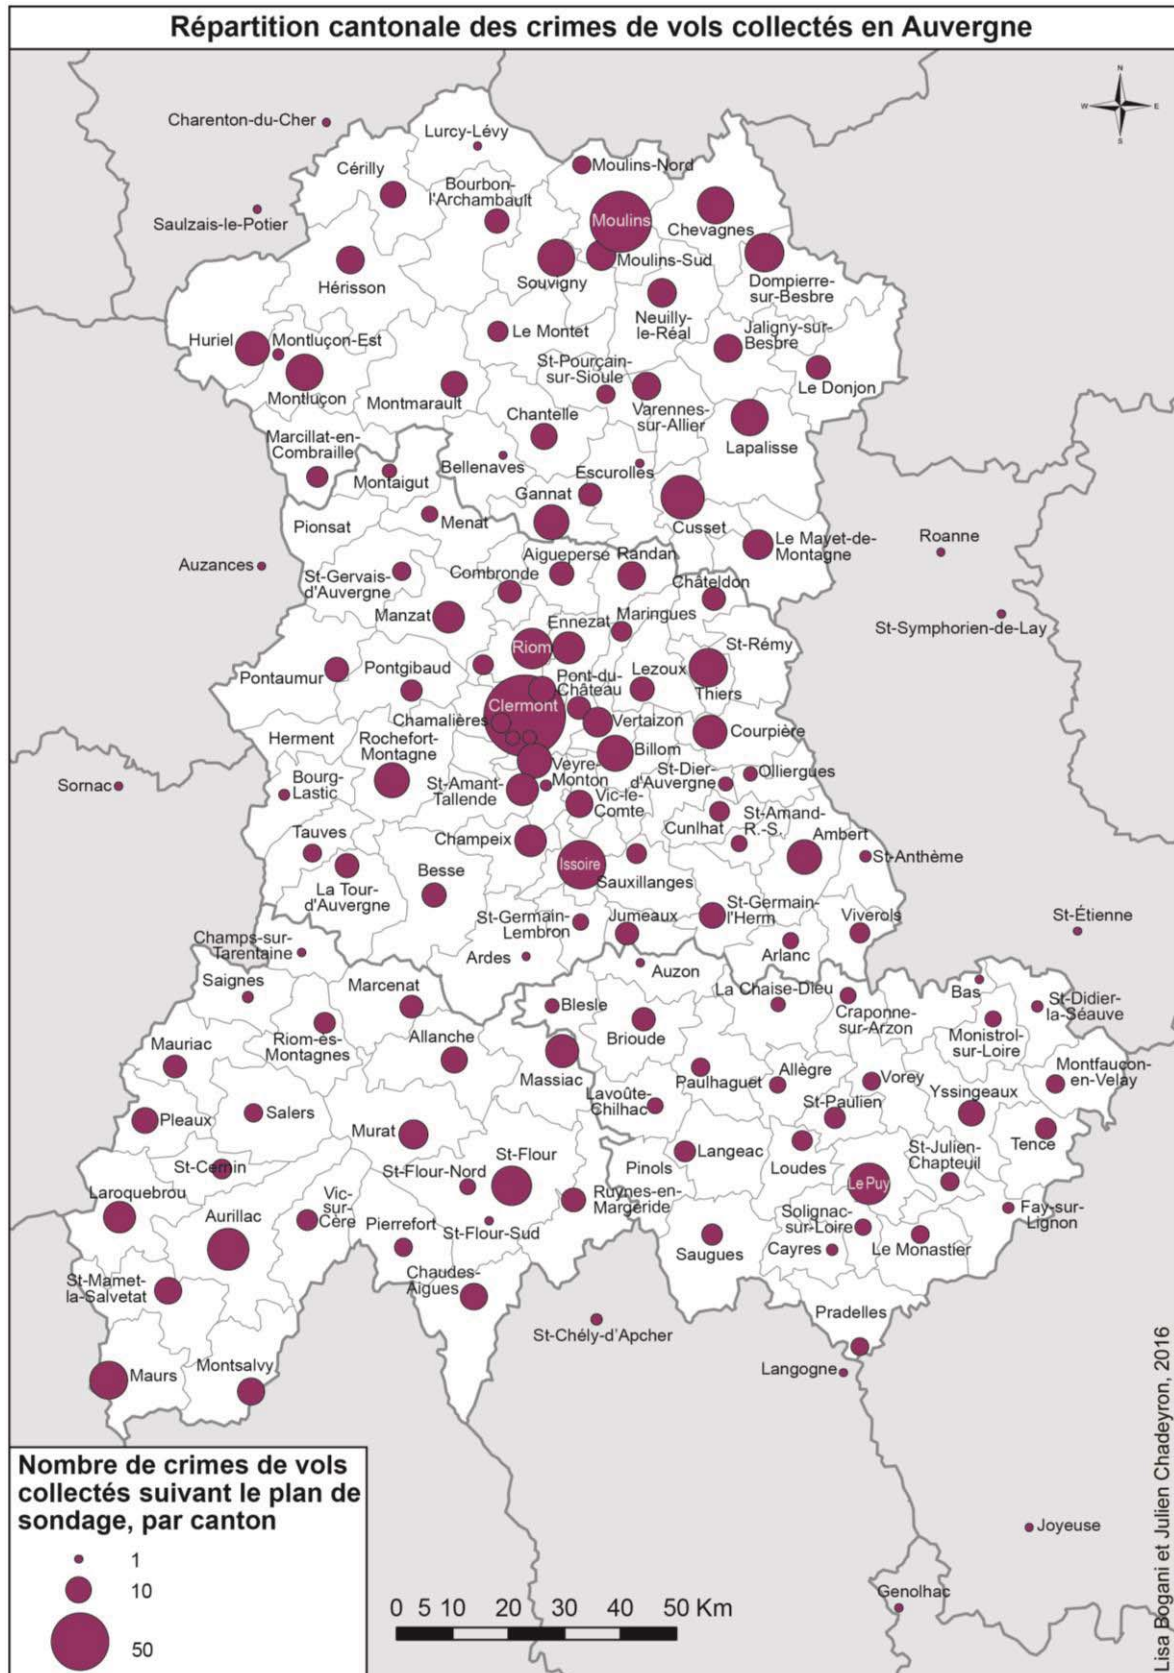 Répartition cantonale des crimes de vols collectés en Auvergne
N
W
E
S
Charenton-du-Cher
Lurcy-Lévy
Cérilly
Moulins-Nord
Bourbon-
l'Archambault
Saulzais-le-Potier
Moulins
Chevagnes
Moulins-Sud
Souvigny
Hérisson
Dompierre-
sur-Besbre
Neuilly-
le-Réal
Huriel
Montluçon-Est
Le Montet
Jaligny-sur-
Besbre
St-Pourçain-
sur-Sioule
Montluçon
Montmarault
Le Donjon
Chantelle
Varennes-
sur-Allier
Lapalisse
Marcillat-en-
Combraille
Bellenaves
Escurolles
Montaigut
Gannat
Cusset
Pionsat
Menat
Le Mayet-de-
Montagne
Roanne
Auzances
St-Gervais-
d'Auvergne
Combronde
Aiguepersé
Randan
Châteldon
Manzat
Ennezat
Maringues
St-Symphorien-de-Lay
Riom
St-Rémy
Pontaumur
Pontgibaud
Pont-du-
Château
Lezoux
Thiers
Clermont
Chamalières
Vertaizon
Courpière
Herment
Rochefort-
Montagne
Billom
Veyre-
Monton
St-Dier-
d'Auvergne
Olliergues
Sornac
Bourg-
Lastic
St-Amant-
Tallende
Vic-le-
Comte
Cunlhat
St-Amand-
R.-S.
Tauves
Champeix
Ambert
St-Anthème
Issoire
La Tour-
d'Auvergne
Besse
Sauxillanges
St-Germain-
Lembron
Jumeaux
St-Germain-
l'Herm
Viverols
St-Étienne
Arlanc
Champs-sur-
Tarentaine
Ardes
Auzon
Saignes
Marcenat
Blesle
La Chaise-Dieu
Bas
St-Didier-
la-Séauve
Craponne-
sur-Arzon
Riom-ès-
Montagnes
Brioude
Monistrol-
sur-Loire
Mauriac
Allanche
Massiac
Paulhaguet
Allègre
Vorey
Montfaucon-
en-Velay
Lavoûte-
Chilhac
St-Paulien
Yssingeaux
Pleaux
Salers
Murat
Langeac
Loudes
Tence
St-Cernin
St-Flour-Nord
St-Flour
Pinols
St-Julien-
Chapteuil
Le Puy
Laroquebrou
Vic-
sur-
Cère
Ruynes-en-
Margeride
Fay-sur-
Lignon
Aurillac
Pierrefort
St-Flour-Sud
Solignac-
sur-Loire
Saugues
Cayres
Le Monastier
St-Mamet-
la-Salvetat
Chaudes-
Aigues
Pradelles
St-Chély-d'Apcher
Maurs
Montsalvy
Langogne
Joyeuse
Genolhac
Nombre de crimes de vols
collectés suivant le plan de
sondage, par canton
1
10
50
0 5 10 20 30 40 50 Km
Lisa Bogani et Julien Chadeyron, 2016